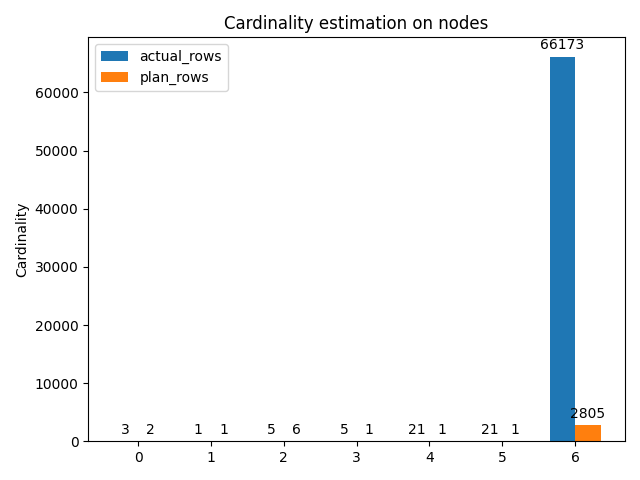 Cardinality estimation on nodes
actual_rows
plan_rows
Cardinality
60000
50000
40000
30000
20000
10000
0
3 2 1 1 5 6 5 1 21 1 21 1 66173 2805
0 1 2 3 4 5 6